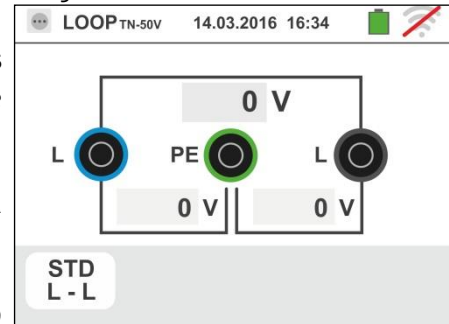 LOOP TN-50V 14.03.2016 16:34
0 V
L PE L
0 V 0 V
STD
L - L